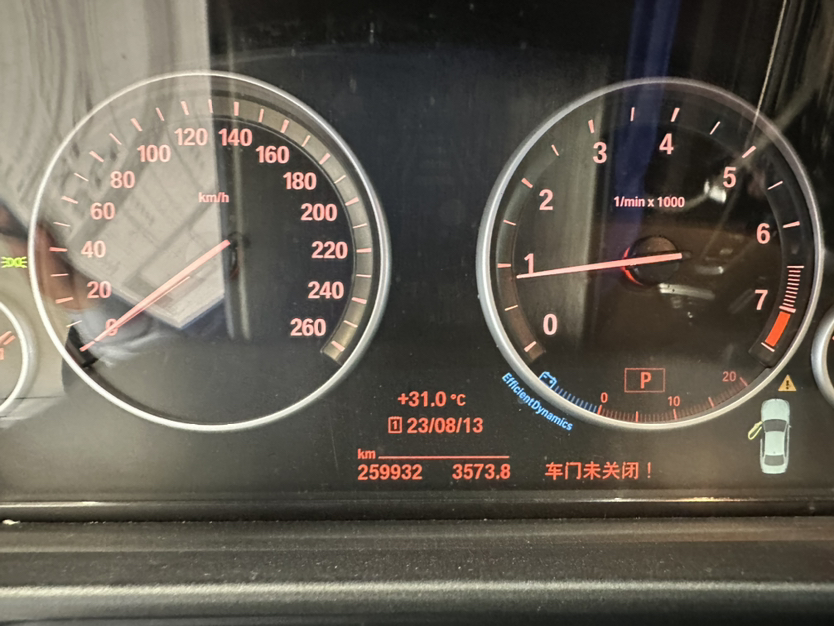 120 140
100 160
80 180
60 200
km/h
40 220
20 240
0 260
3 4
5
2
1/min x 1000
6
1
7
0
P
EfficientDynamics
0 10 20
+31.0 °C
1 23/08/13
km
259932 3573.8 车门未关闭！